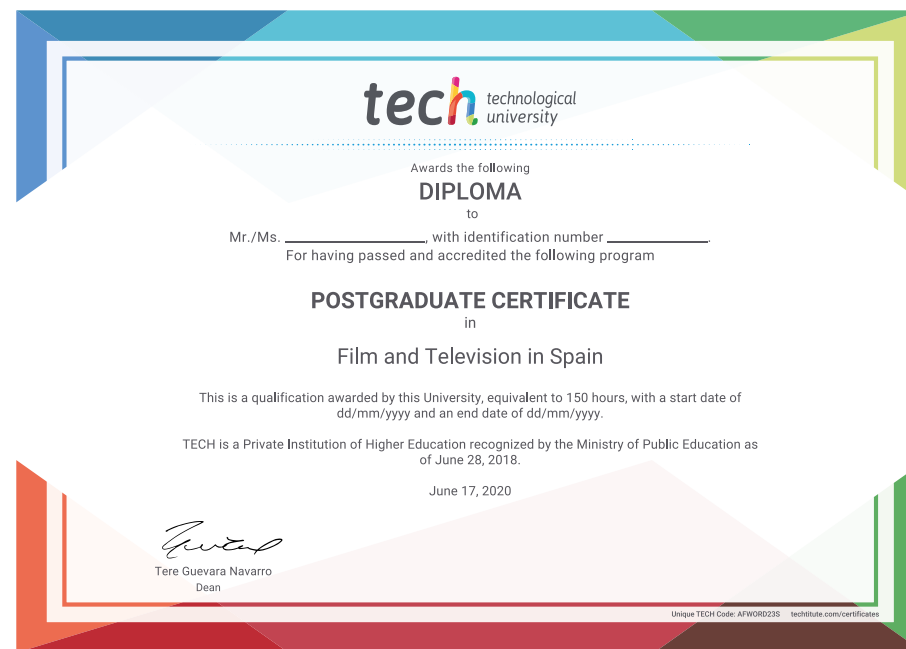 tech technological
university
Awards the following
DIPLOMA
to
Mr./Ms. ____________________, with identification number ______________.
For having passed and accredited the following program
POSTGRADUATE CERTIFICATE
in
Film and Television in Spain
This is a qualification awarded by this University, equivalent to 150 hours, with a start date of
dd/mm/yyyy and an end date of dd/mm/yyyy.
TECH is a Private Institution of Higher Education recognized by the Ministry of Public Education as
of June 28, 2018.
June 17, 2020
Tere Guevara Navarro
Dean
Unique TECH Code: AFWORD23S techtitute.com/certificates